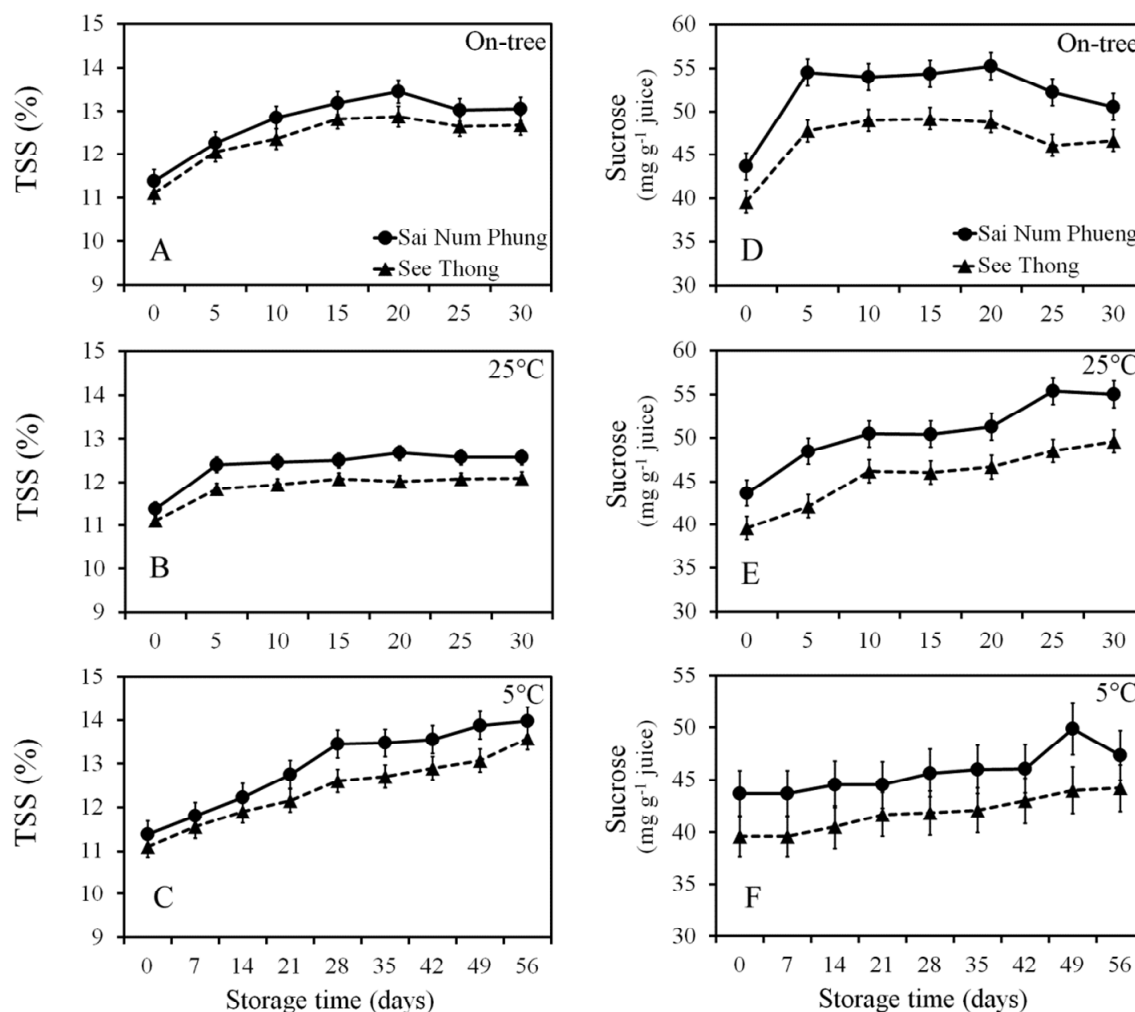 15
14
13
12
11
10
9
TSS (%)
On-tree
Sai Num Phung
See Thong
A
0 5 10 15 20 25 30
60
55
50
45
40
35
30
Sucrose
(mg g⁻¹ juice)
On-tree
Sai Num Phueng
See Thong
D
0 5 10 15 20 25 30
15
14
13
12
11
10
9
TSS (%)
25°C
B
0 5 10 15 20 25 30
60
55
50
45
40
35
30
Sucrose
(mg g⁻¹ juice)
25°C
E
0 5 10 15 20 25 30
15
14
13
12
11
10
9
TSS (%)
5°C
C
0 7 14 21 28 35 42 49 56
Storage time (days)
55
50
45
40
35
30
Sucrose
(mg g⁻¹ juice)
5°C
F
0 7 14 21 28 35 42 49 56
Storage time (days)